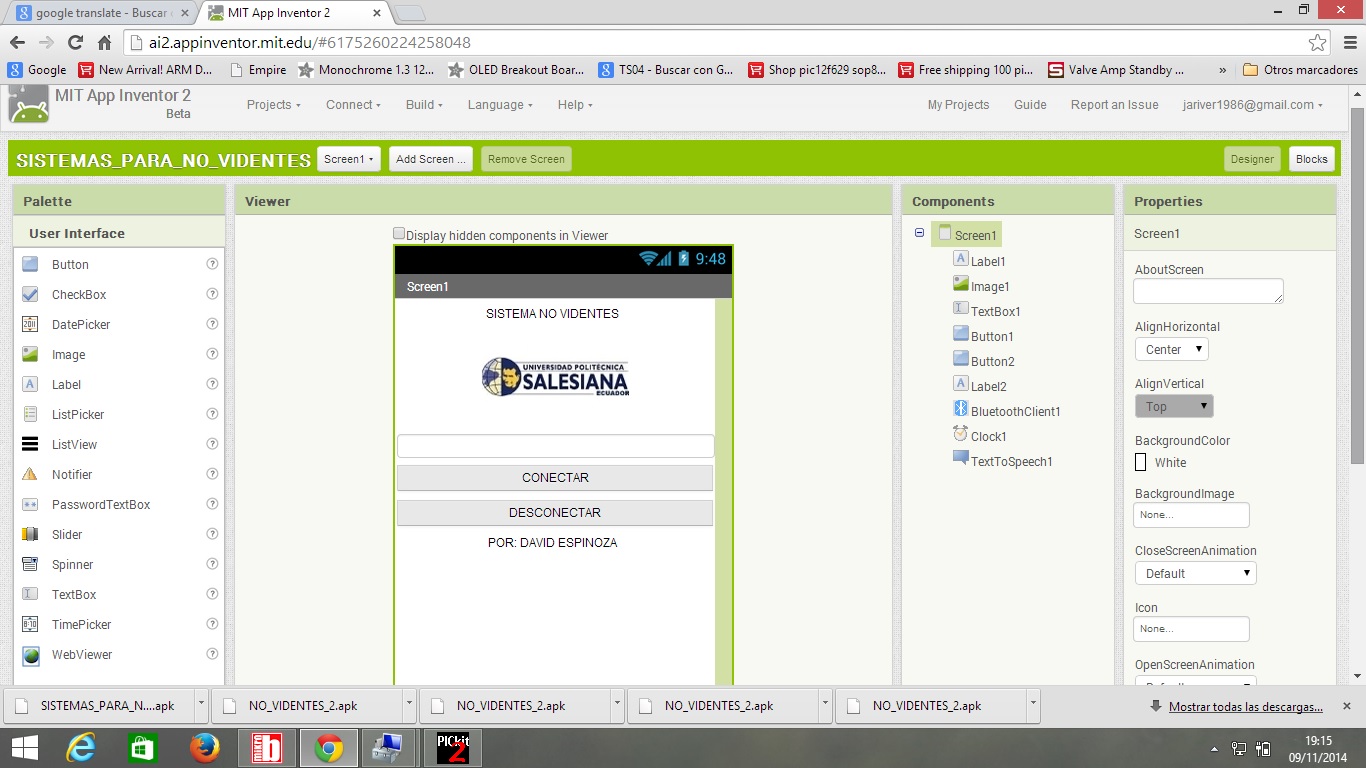 google translate - Buscar
MIT App Inventor 2
ai2.appinventor.mit.edu/#6175260224258048
Google
New Arrival! ARM D...
Empire
Monochrome 1.3 12...
OLED Breakout Boar...
TS04 - Buscar con G...
Shop pic12f629 sop8...
Free shipping 100 pi...
Valve Amp Standby ...
»
Otros marcadores
MIT App Inventor 2
Beta
Projects
Connect
Build
Language
Help
My Projects
Guide
Report an Issue
jariver1986@gmail.com
SISTEMAS_PARA_NO_VIDENTES
Screen1
Add Screen ...
Remove Screen
Designer
Blocks
Palette
User Interface
Button ?
CheckBox ?
DatePicker ?
Image ?
Label ?
ListPicker ?
ListView ?
Notifier ?
PasswordTextBox ?
Slider ?
Spinner ?
TextBox ?
TimePicker ?
WebViewer ?
Viewer
Display hidden components in Viewer
9:48
Screen1
SISTEMA NO VIDENTES
UNIVERSIDAD POLITÉCNICA
SALESIANA
ECUADOR
CONECTAR
DESCONECTAR
POR: DAVID ESPINOZA
Components
Screen1
Label1
Image1
TextBox1
Button1
Button2
Label2
BluetoothClient1
Clock1
TextToSpeech1
Properties
Screen1
AboutScreen
AlignHorizontal
Center
AlignVertical
Top
BackgroundColor
White
BackgroundImage
None...
CloseScreenAnimation
Default
Icon
None...
OpenScreenAnimation
Default
SISTEMAS_PARA_N....apk
NO_VIDENTES_2.apk
NO_VIDENTES_2.apk
NO_VIDENTES_2.apk
NO_VIDENTES_2.apk
Mostrar todas las descargas...
PICkit
2
19:15
09/11/2014